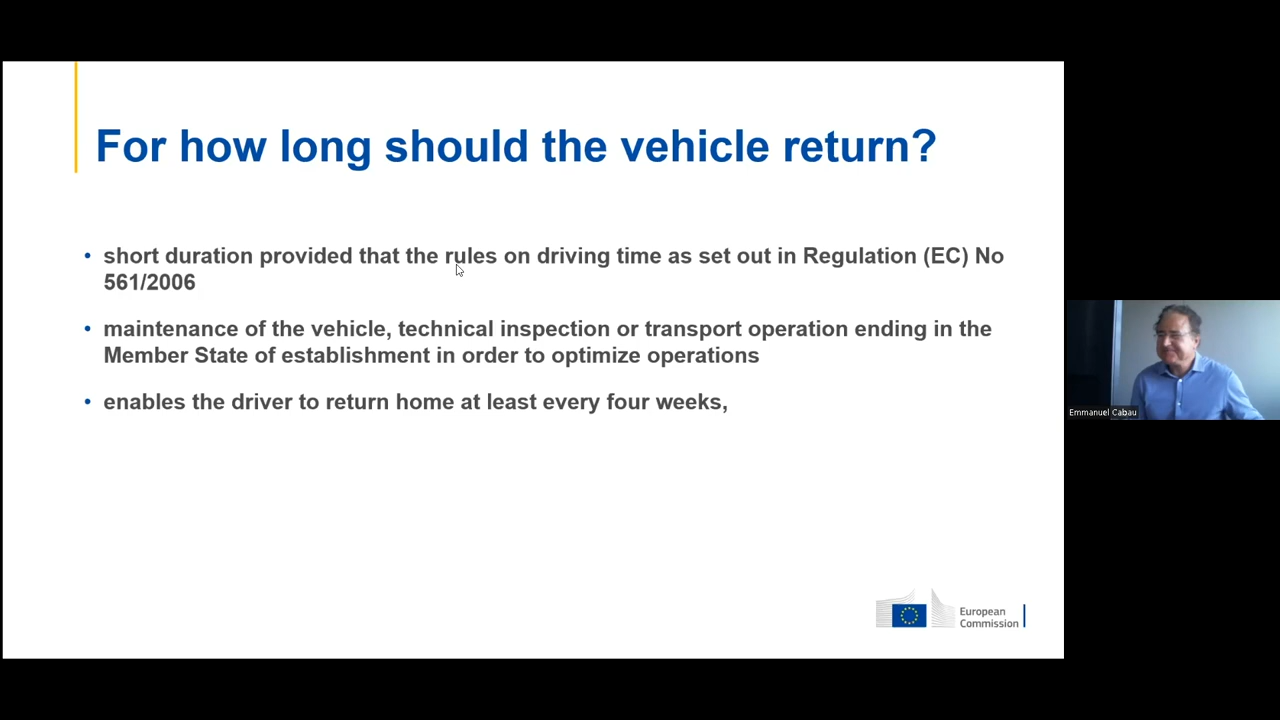 For how long should the vehicle return?
• short duration provided that the rules on driving time as set out in Regulation (EC) No
561/2006
• maintenance of the vehicle, technical inspection or transport operation ending in the
Member State of establishment in order to optimize operations
• enables the driver to return home at least every four weeks,
Emmanuel Cabau
European
Commission